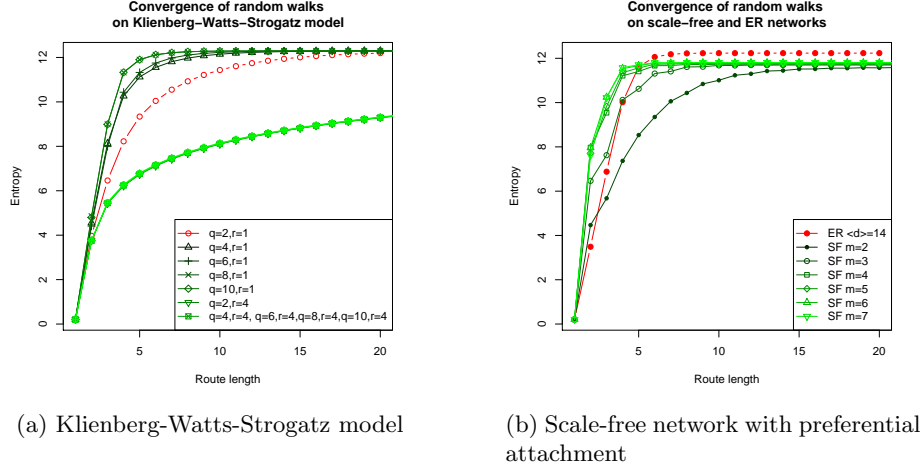 Convergence of random walks
on Klienberg−Watts−Strogatz model
Entropy
12
10
8
6
4
2
0
q=2,r=1
q=4,r=1
q=6,r=1
q=8,r=1
q=10,r=1
q=2,r=4
q=4,r=4, q=6,r=4,q=8,r=4,q=10,r=4
5 10 15 20
Route length
(a) Klienberg-Watts-Strogatz model
Convergence of random walks
on scale−free and ER networks
Entropy
12
10
8
6
4
2
0
ER <d>=14
SF m=2
SF m=3
SF m=4
SF m=5
SF m=6
SF m=7
5 10 15 20
Route length
(b) Scale-free network with preferential
attachment